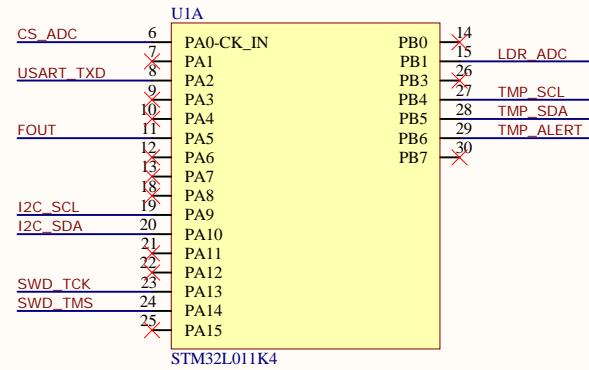 U1A
CS_ADC 6 PA0-CK_IN PB0 14
7 PA1 PB1 15 LDR_ADC
USART_TXD 8 PA2 PB3 26
9 PA3 PB4 27 TMP_SCL
10 PA4 PB5 28 TMP_SDA
FOUT 11 PA5 PB6 29 TMP_ALERT
12 PA6 PB7 30
13 PA7
18 PA8
I2C_SCL 19 PA9
I2C_SDA 20 PA10
21 PA11
22 PA12
SWD_TCK 23 PA13
SWD_TMS 24 PA14
25 PA15
STM32L011K4